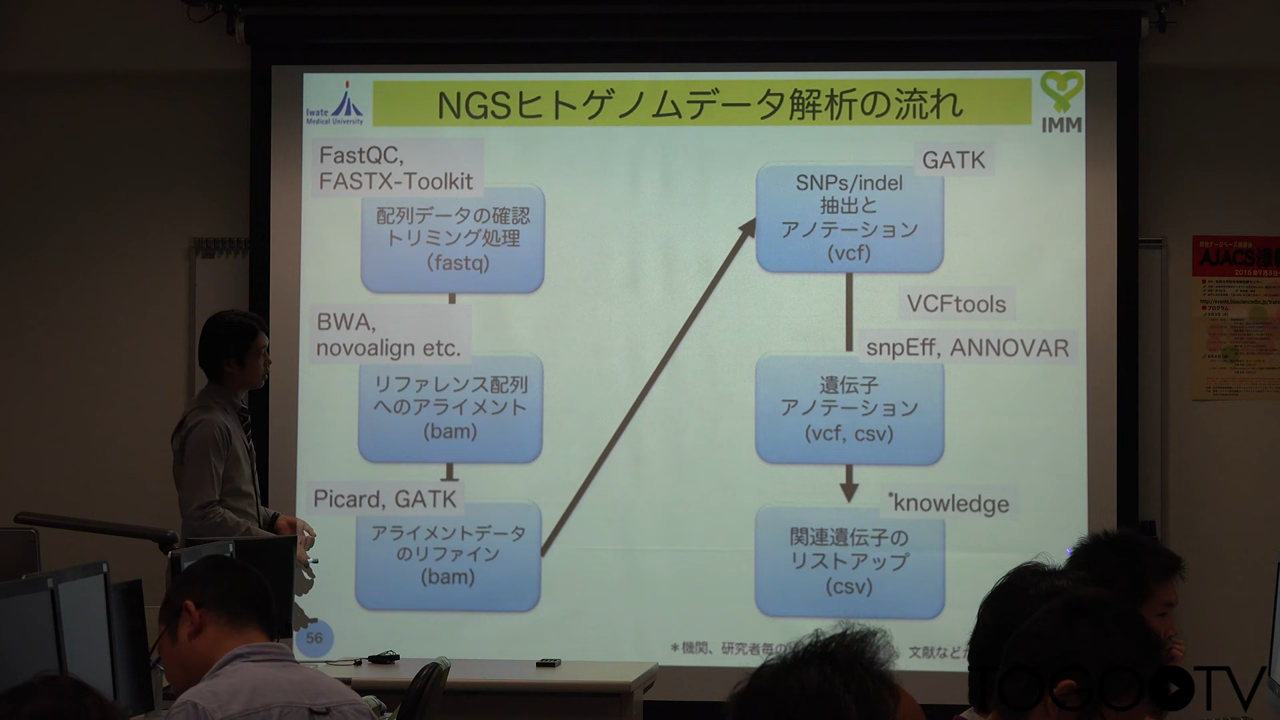 Iwate
Medical University
NGSヒトゲノムデータ解析の流れ
IMM
FastQC,
FASTX-Toolkit
配列データの確認
トリミング処理
(fastq)
BWA,
novoalign etc.
リファレンス配列
へのアライメント
(bam)
Picard, GATK
アライメントデータ
のリファイン
(bam)
GATK
SNPs/indel
抽出と
アノテーション
(vcf)
VCFtools
snpEff, ANNOVAR
遺伝子
アノテーション
(vcf, csv)
*knowledge
関連遺伝子の
リストアップ
(csv)
56
＊機関、研究者毎の
文献など
AJACS
TOGOTV